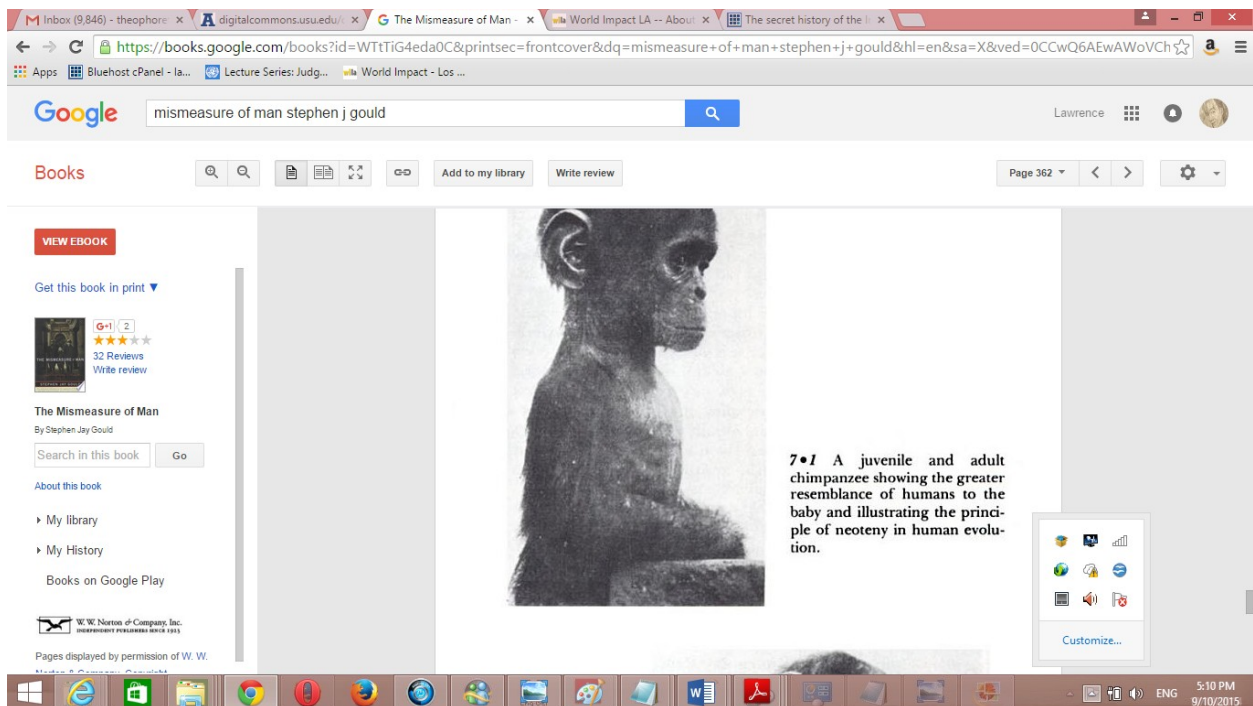 Inbox (9,846) - theophore
digitalcommons.usu.edu/
The Mismeasure of Man -
World Impact LA -- About
The secret history of the
https://books.google.com/books?id=WTtTiG4eda0C&printsec=frontcover&dq=mismeasure+of+man+stephen+j+gould&hl=en&sa=X&ved=0CCwQ6AEwAWoVCh
Apps Bluehost cPanel - la... Lecture Series: Judg... World Impact - Los ...
Google mismeasure of man stephen j gould Lawrence
Books Add to my library Write review Page 362
VIEW EBOOK
Get this book in print ▼
G+1 2
32 Reviews
Write review
The Mismeasure of Man
By Stephen Jay Gould
Search in this book Go
About this book
My library
My History
Books on Google Play
W. W. Norton & Company, Inc.
INDEPENDENT PUBLISHERS SINCE 1923
Pages displayed by permission of W. W.
Norton & Company. Copyright
7•1 A juvenile and adult
chimpanzee showing the greater
resemblance of humans to the
baby and illustrating the princi-
ple of neoteny in human evolu-
tion.
Customize...
ENG
5:10 PM
9/10/2015